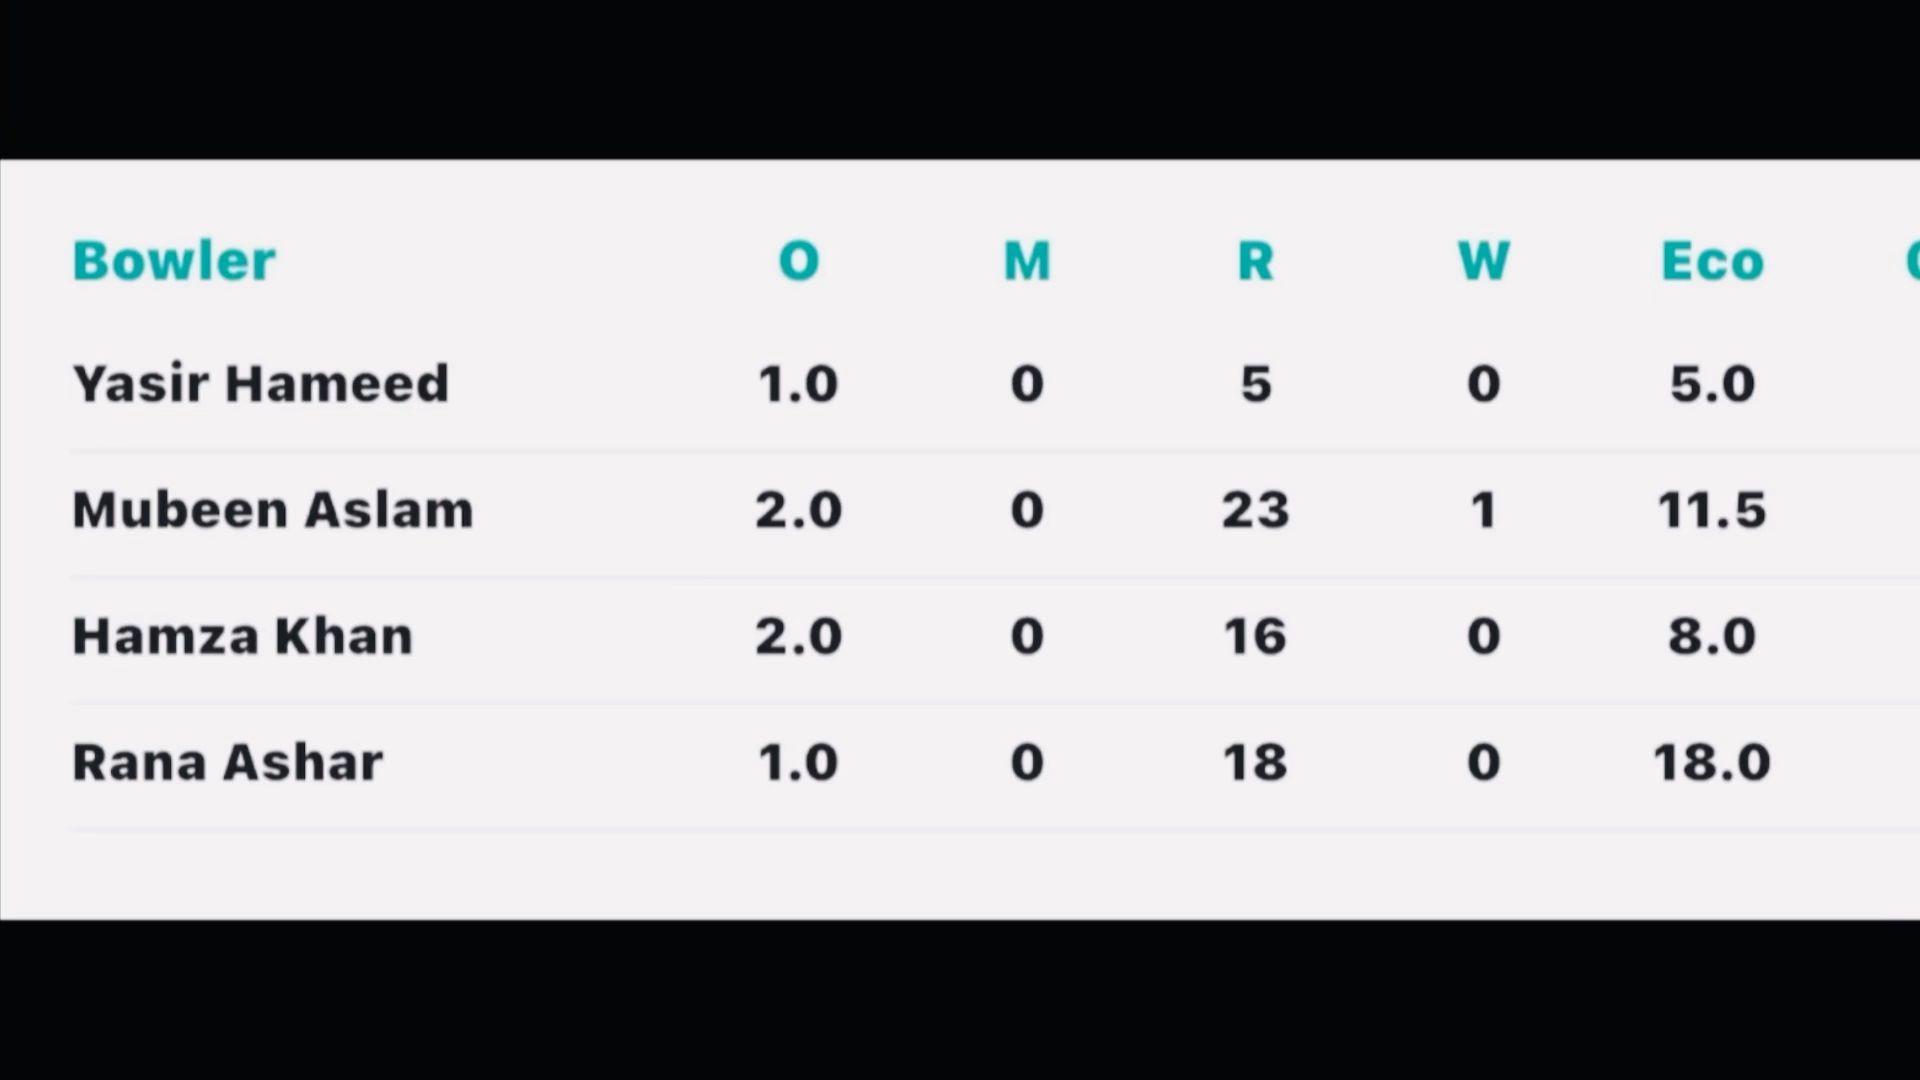 Bowler O M R W Eco
Yasir Hameed 1.0 0 5 0 5.0
Mubeen Aslam 2.0 0 23 1 11.5
Hamza Khan 2.0 0 16 0 8.0
Rana Ashar 1.0 0 18 0 18.0